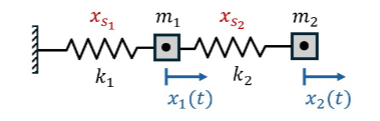 x_{s_1} m_1 x_{s_2} m_2
k_1 k_2
x_1(t) x_2(t)